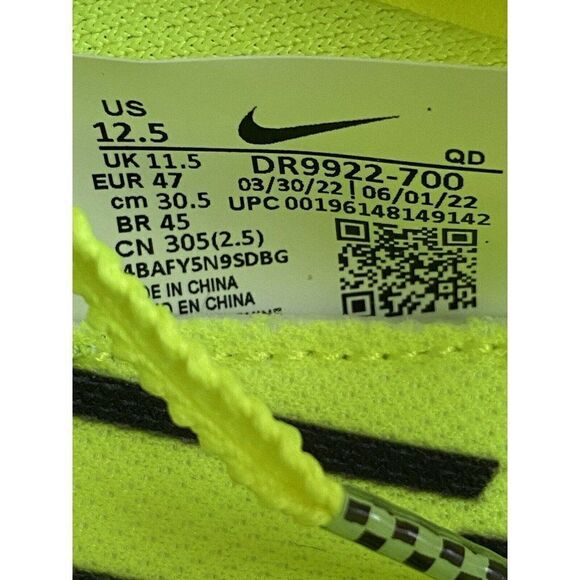 US
12.5
UK 11.5
EUR 47
cm 30.5
BR 45
CN 305(2.5)
4BAFY5N9SDBG
DE IN CHINA
O EN CHINA
QD
DR9922-700
03/30/22 | 06/01/22
UPC 00196148149142